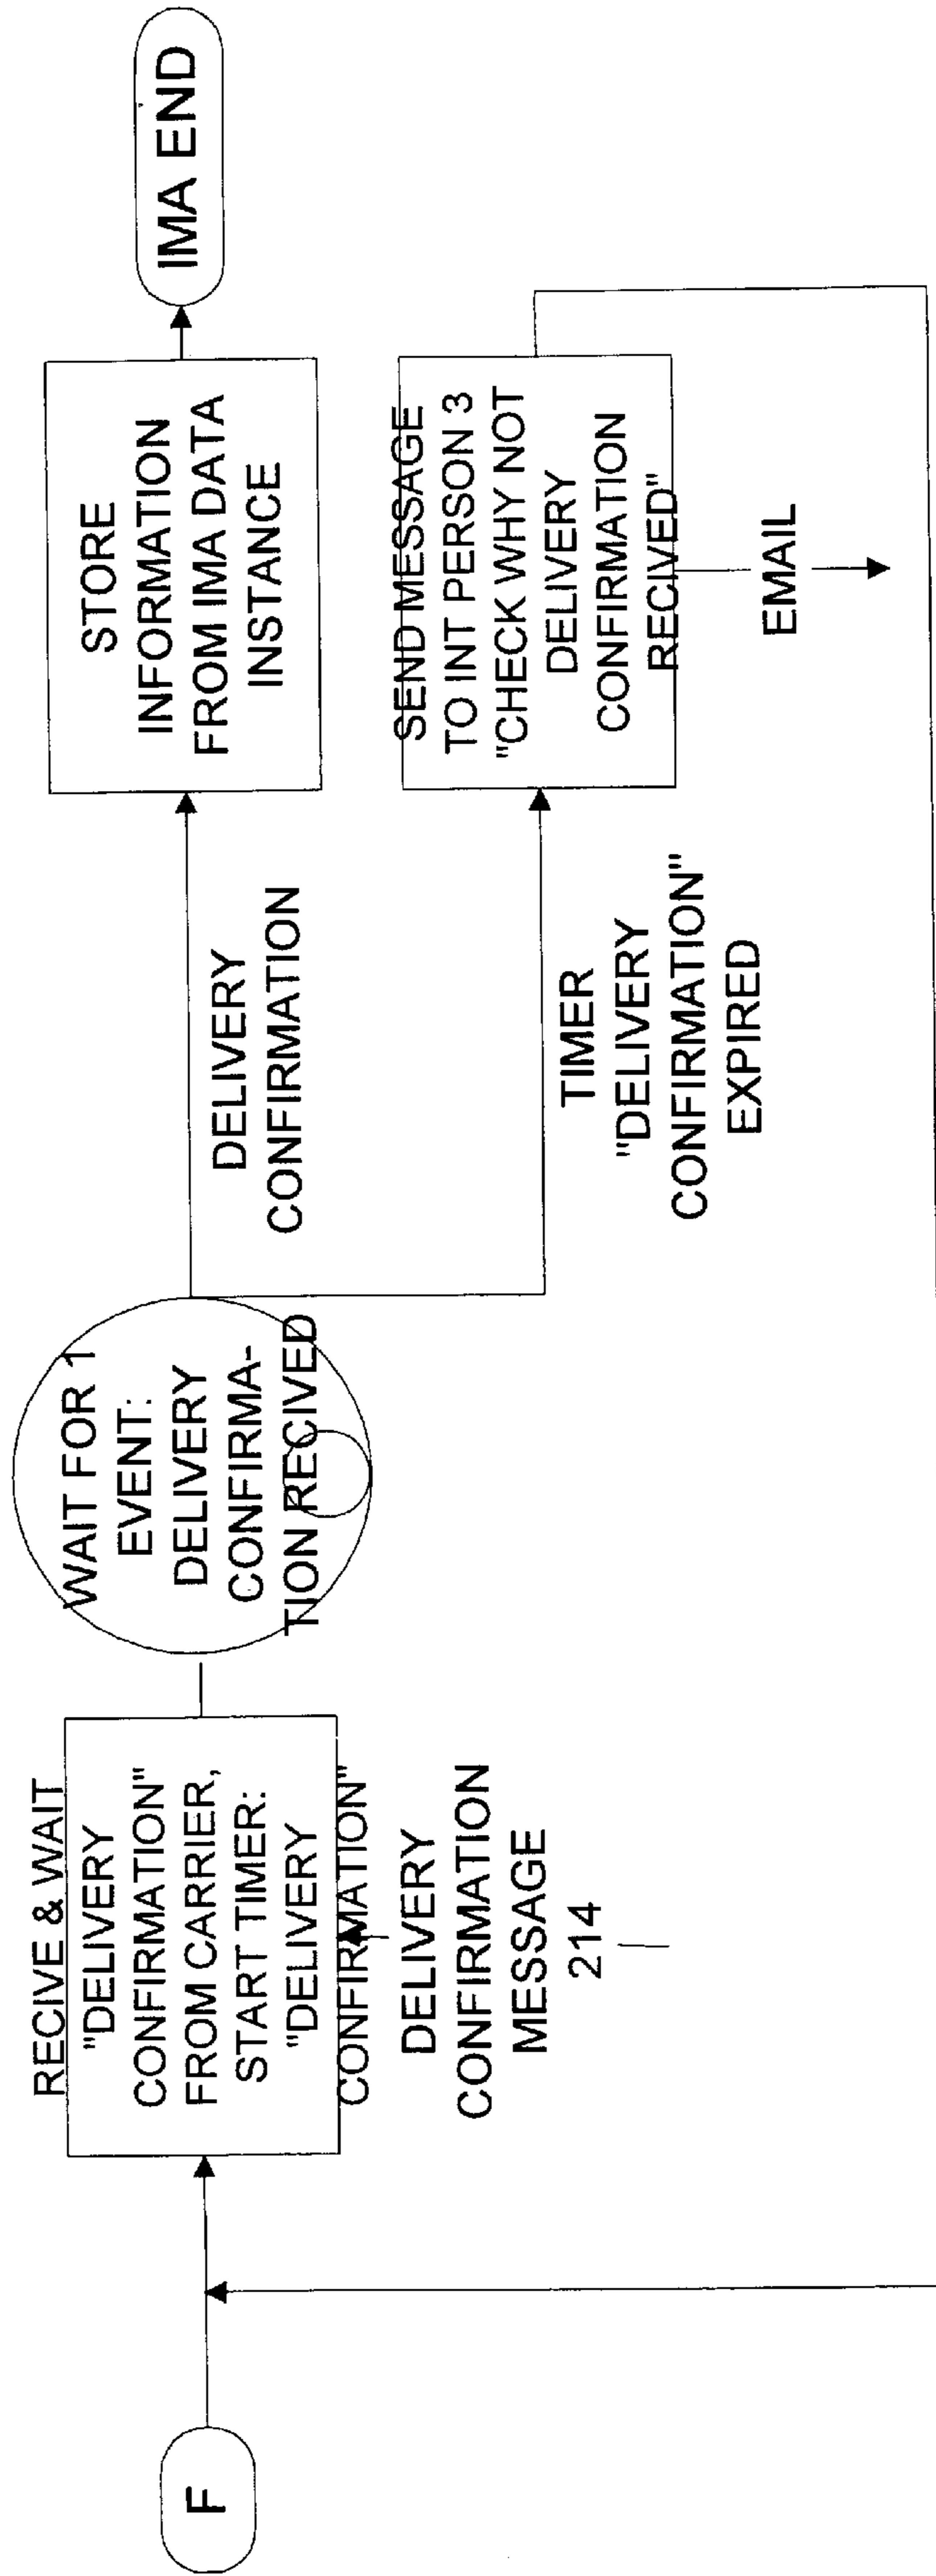 F
RECIVE & WAIT
"DELIVERY
CONFIRMATION"
FROM CARRIER,
START TIMER:
"DELIVERY
CONFIRMATION"
DELIVERY
CONFIRMATION
MESSAGE
214
WAIT FOR 1
EVENT:
DELIVERY
CONFIRMA-
TION RECIVED
DELIVERY
CONFIRMATION
TIMER
"DELIVERY
CONFIRMATION"
EXPIRED
STORE
INFORMATION
FROM IMA DATA
INSTANCE
SEND MESSAGE
TO INT PERSON 3
"CHECK WHY NOT
DELIVERY
CONFIRMATION
RECIVED"
EMAIL
IMA END